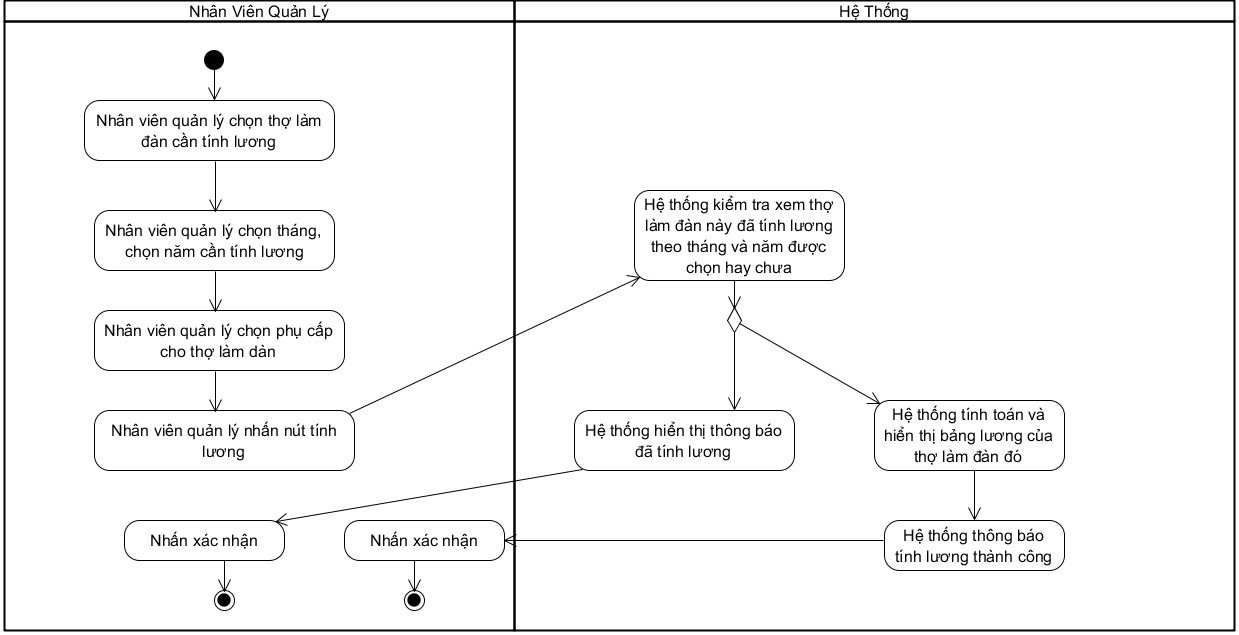 Nhân Viên Quản Lý
Hệ Thống
Nhân viên quản lý chọn thợ làm
đàn cần tính lương
Nhân viên quản lý chọn tháng,
chọn năm cần tính lương
Nhân viên quản lý chọn phụ cấp
cho thợ làm dàn
Nhân viên quản lý nhấn nút tính
lương
Hệ thống kiểm tra xem thợ
làm đàn này đã tính lương
theo tháng và năm được
chọn hay chưa
Hệ thống hiển thị thông báo
đã tính lương
Hệ thống tính toán và
hiển thị bảng lương của
thợ làm đàn đó
Nhấn xác nhận
Nhấn xác nhận
Hệ thống thông báo
tính lương thành công